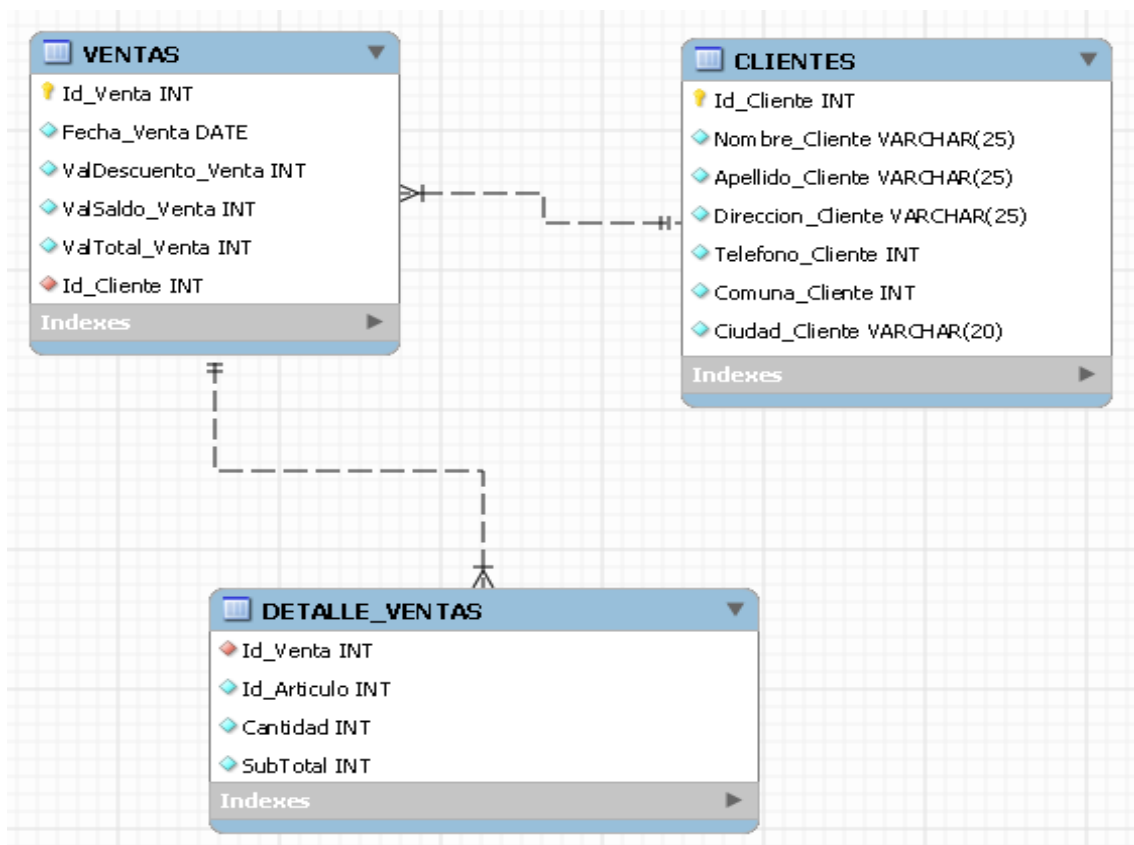 VENTAS
Id_Venta INT
Fecha_Venta DATE
ValDescuento_Venta INT
ValSaldo_Venta INT
ValTotal_Venta INT
Id_Cliente INT
Indexes
CLIENTES
Id_Cliente INT
Nombre_Cliente VARCHAR(25)
Apellido_Cliente VARCHAR(25)
Direccion_Cliente VARCHAR(25)
Telefono_Cliente INT
Comuna_Cliente INT
Ciudad_Cliente VARCHAR(20)
Indexes
DETALLE_VENTAS
Id_Venta INT
Id_Articulo INT
Cantidad INT
SubTotal INT
Indexes